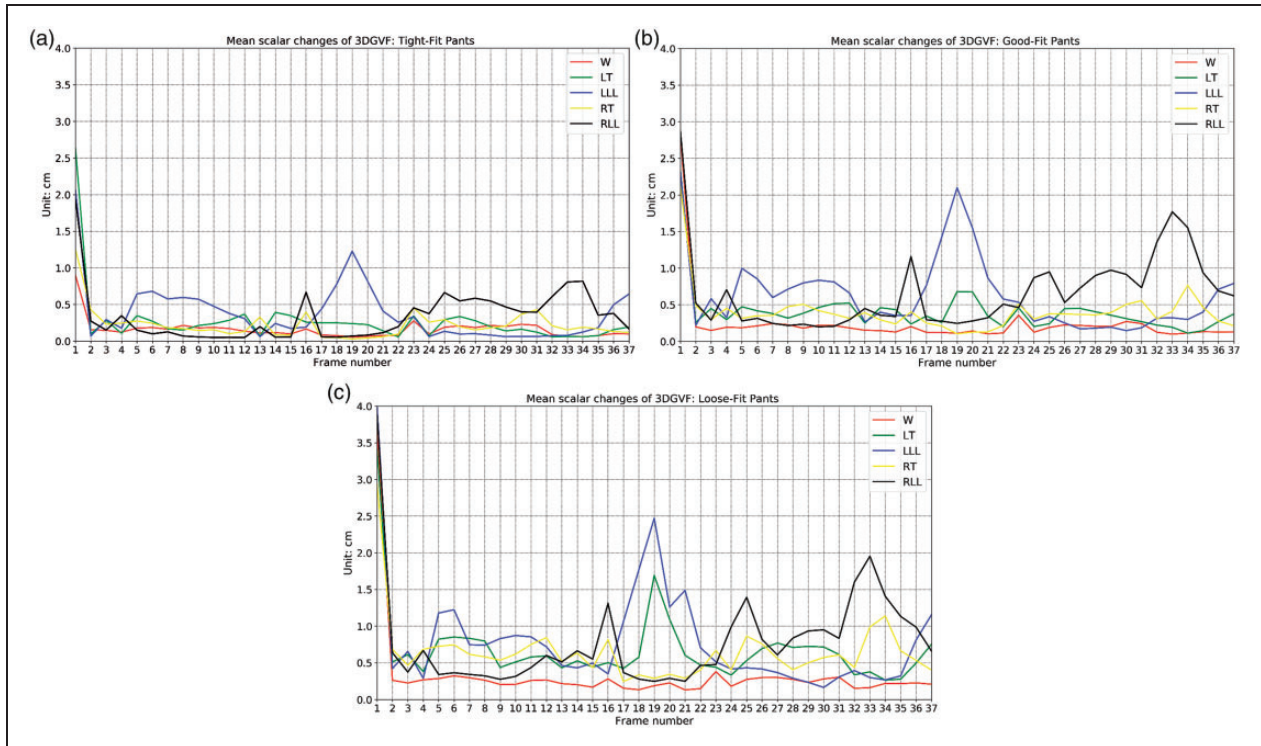 (a)
Mean scalar changes of 3DGVF: Tight-Fit Pants
4.0
3.5
3.0
2.5
2.0
1.5
1.0
0.5
0.0
Unit: cm
W
LT
LLL
RT
RLL
1 2 3 4 5 6 7 8 9 10 11 12 13 14 15 16 17 18 19 20 21 22 23 24 25 26 27 28 29 30 31 32 33 34 35 36 37
Frame number
(b)
Mean scalar changes of 3DGVF: Good-Fit Pants
4.0
3.5
3.0
2.5
2.0
1.5
1.0
0.5
0.0
Unit: cm
W
LT
LLL
RT
RLL
1 2 3 4 5 6 7 8 9 10 11 12 13 14 15 16 17 18 19 20 21 22 23 24 25 26 27 28 29 30 31 32 33 34 35 36 37
Frame number
(c)
Mean scalar changes of 3DGVF: Loose-Fit Pants
4.0
3.5
3.0
2.5
2.0
1.5
1.0
0.5
0.0
Unit: cm
W
LT
LLL
RT
RLL
1 2 3 4 5 6 7 8 9 10 11 12 13 14 15 16 17 18 19 20 21 22 23 24 25 26 27 28 29 30 31 32 33 34 35 36 37
Frame number